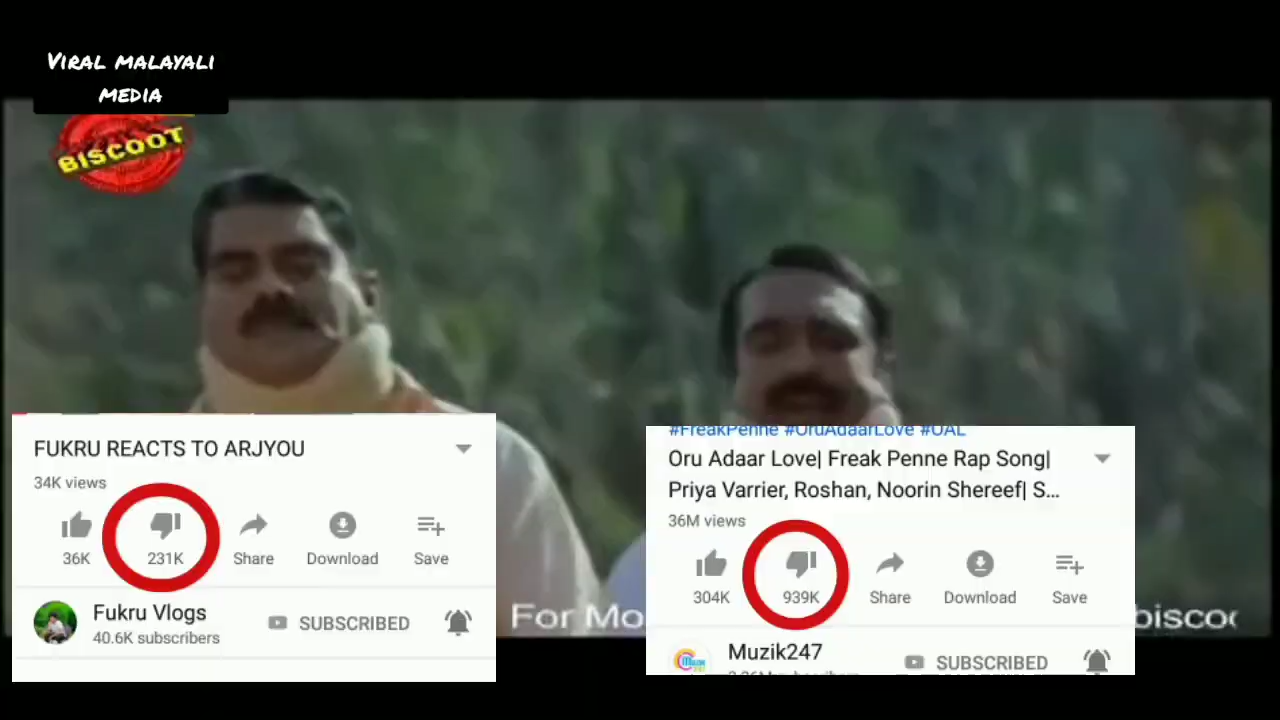 VIRAL MALAYALI
MEDIA
BISCOOT
FUKRU REACTS TO ARJYOU
34K views
36K
231K
Share
Download
Save
Fukru Vlogs
40.6K subscribers
SUBSCRIBED
#FreakPenne #OruAdaarLove #OAL
Oru Adaar Love| Freak Penne Rap Song|
Priya Varrier, Roshan, Noorin Shereef| S...
36M views
304K
939K
Share
Download
Save
Muzik247
SUBSCRIBED
For Mo
biscoo